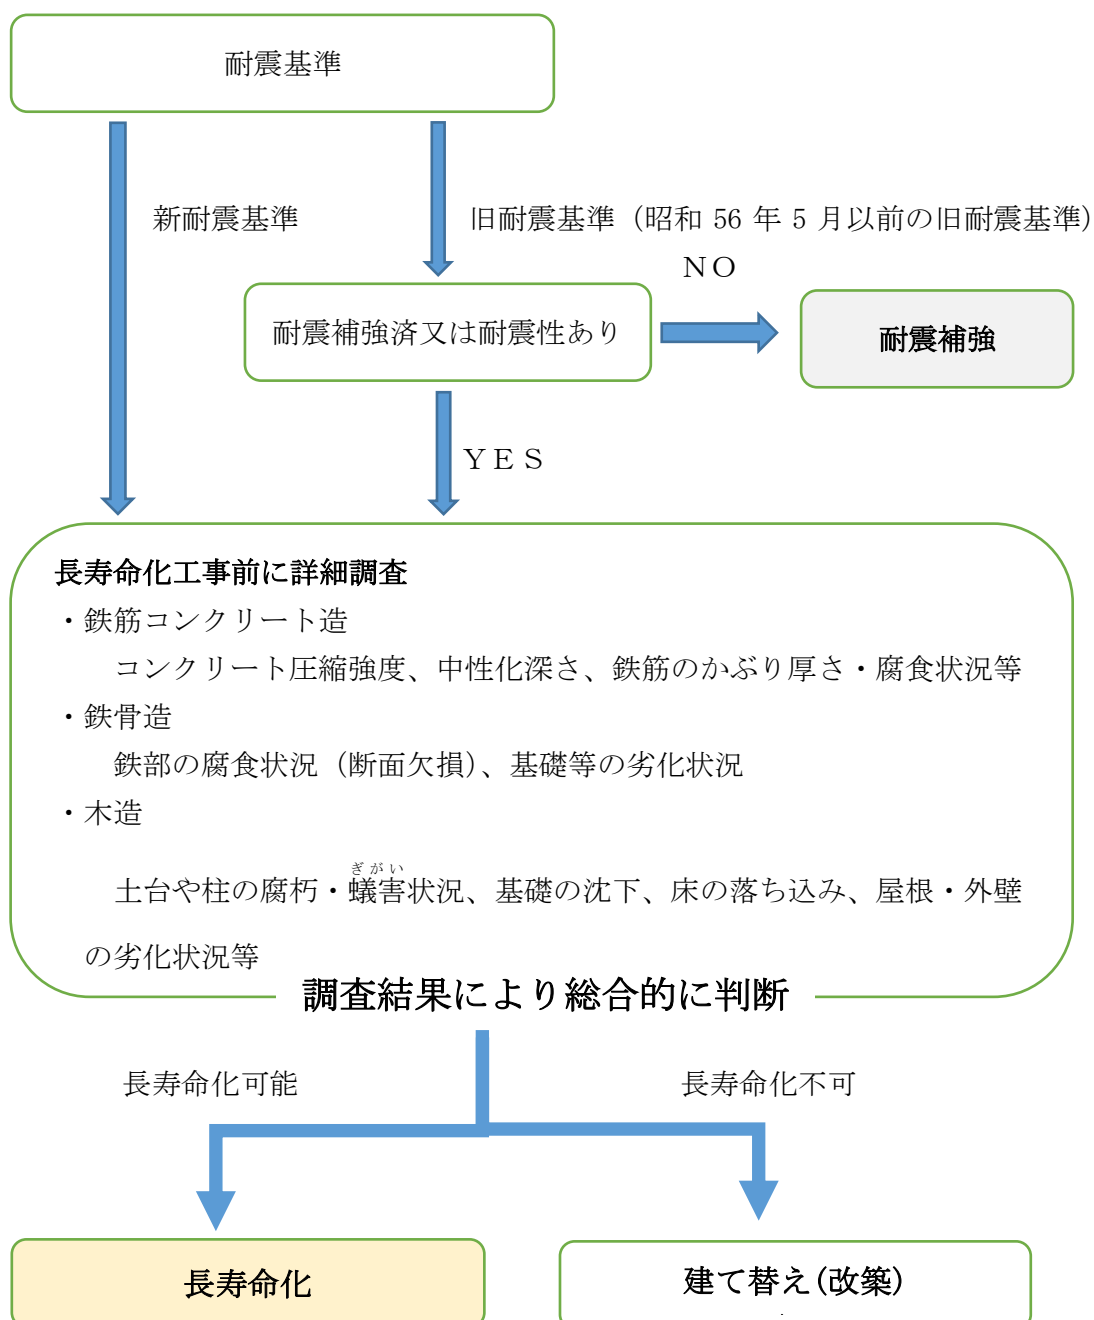 耐震基準
新耐震基準
旧耐震基準（昭和 56 年 5 月以前の旧耐震基準）
ＮＯ
耐震補強済又は耐震性あり
耐震補強
ＹＥＳ
長寿命化工事前に詳細調査
・鉄筋コンクリート造
コンクリート圧縮強度、中性化深さ、鉄筋のかぶり厚さ・腐食状況等
・鉄骨造
鉄部の腐食状況（断面欠損）、基礎等の劣化状況
・木造
ぎがい
土台や柱の腐朽・蟻害状況、基礎の沈下、床の落ち込み、屋根・外壁
の劣化状況等
調査結果により総合的に判断
長寿命化可能
長寿命化不可
長寿命化
建て替え(改築)